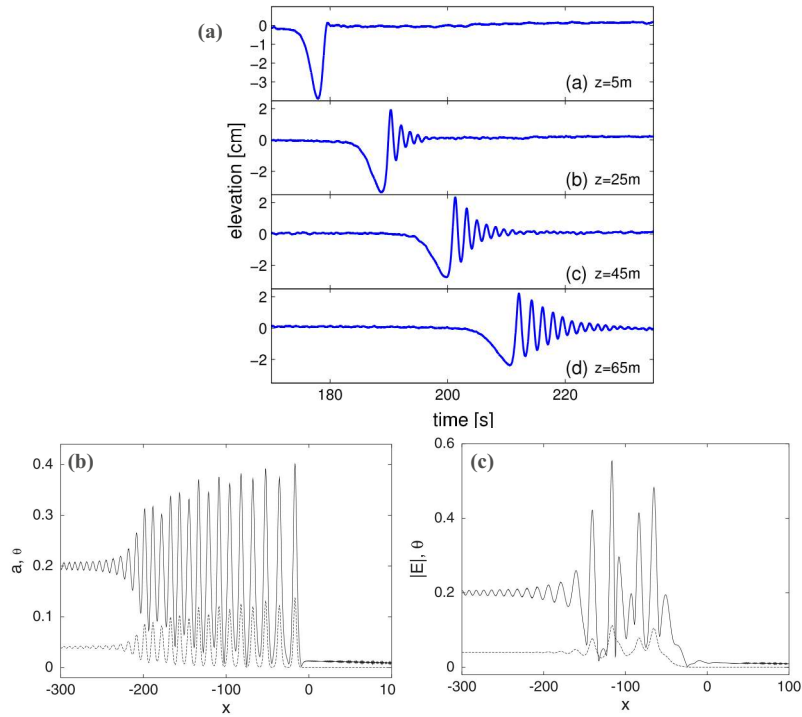 (a)
0
-1
-2
-3
(a) z=5m
2
0
-2
(b) z=25m
2
0
-2
(c) z=45m
2
0
-2
(d) z=65m
elevation [cm]
180 200 220
time [s]
(b)
0.4
0.3
0.2
0.1
0
a, θ
-300 -200 -100 0 10
x
(c)
0.6
0.4
0.2
0
|E|, θ
-300 -200 -100 0 100
x